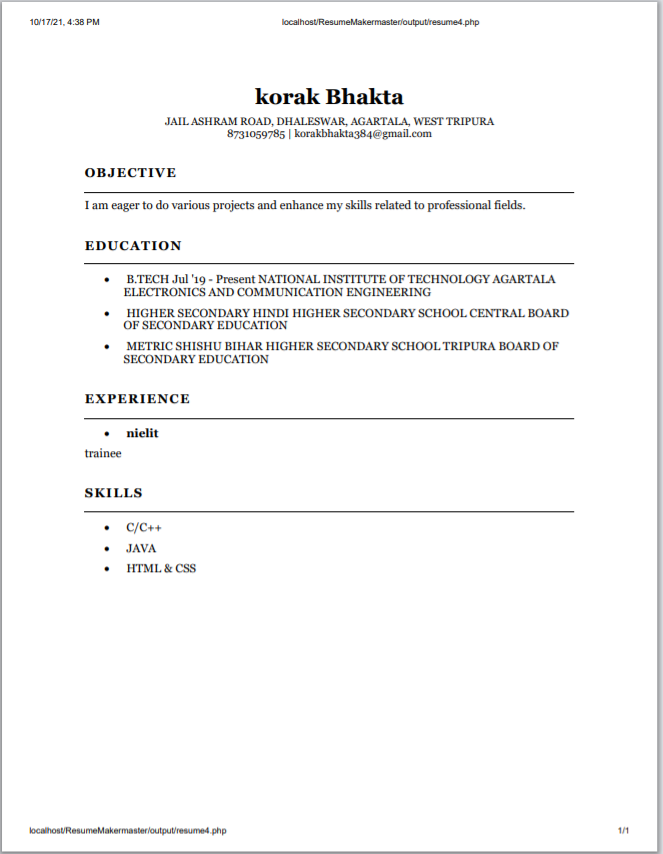 10/17/21, 4:38 PM localhost/ResumeMakermaster/output/resume4.php
korak Bhakta
JAIL ASHRAM ROAD, DHALESWAR, AGARTALA, WEST TRIPURA
8731059785 | korakbhakta384@gmail.com
OBJECTIVE
I am eager to do various projects and enhance my skills related to professional fields.
EDUCATION
• B.TECH Jul '19 - Present NATIONAL INSTITUTE OF TECHNOLOGY AGARTALA
ELECTRONICS AND COMMUNICATION ENGINEERING
• HIGHER SECONDARY HINDI HIGHER SECONDARY SCHOOL CENTRAL BOARD
OF SECONDARY EDUCATION
• METRIC SHISHU BIHAR HIGHER SECONDARY SCHOOL TRIPURA BOARD OF
SECONDARY EDUCATION
EXPERIENCE
• nielit
trainee
SKILLS
• C/C++
• JAVA
• HTML & CSS
localhost/ResumeMakermaster/output/resume4.php 1/1